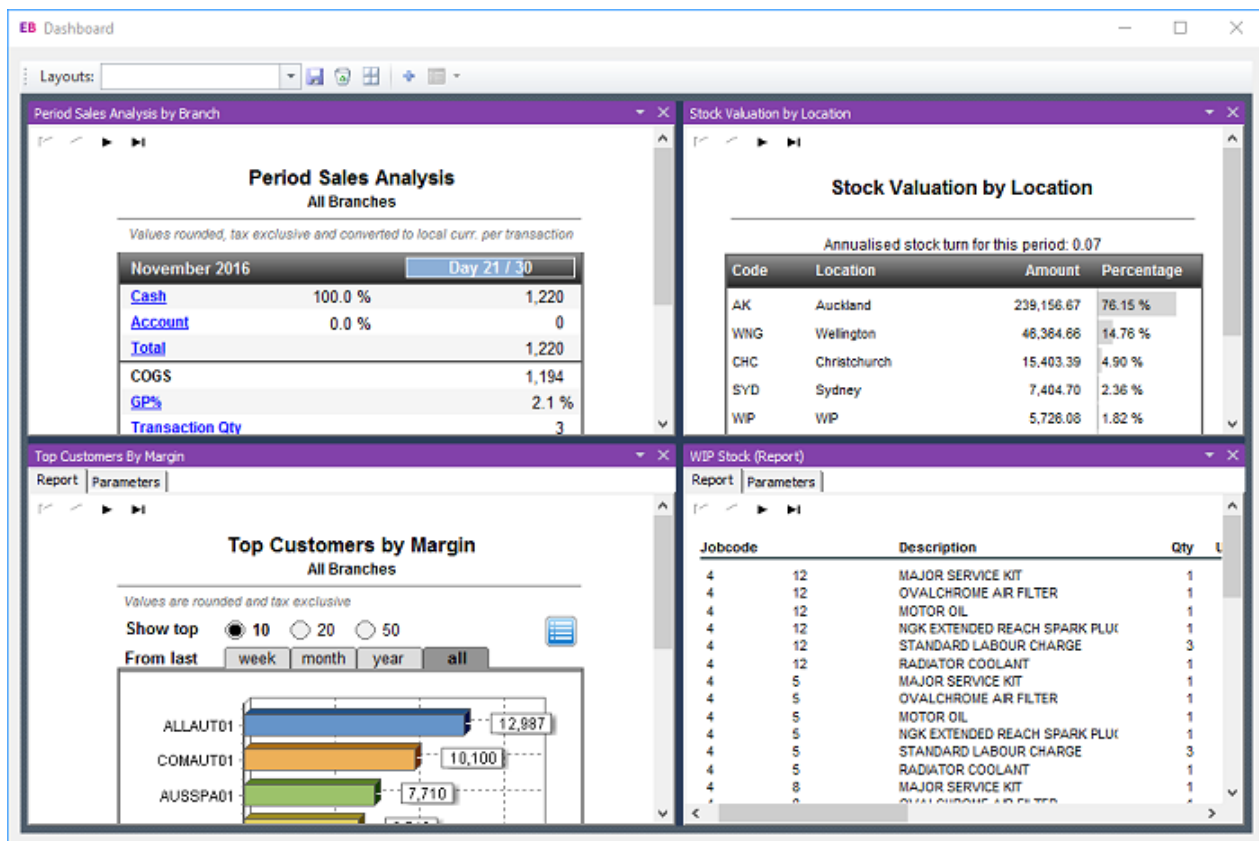 EB Dashboard
Layouts:
Period Sales Analysis by Branch
Period Sales Analysis
All Branches
Values rounded, tax exclusive and converted to local curr. per transaction
November 2016 Day 21 / 30
Cash 100.0 % 1,220
Account 0.0 % 0
Total 1,220
COGS 1,194
GP% 2.1 %
Transaction Qty 3
Stock Valuation by Location
Stock Valuation by Location
Annualised stock turn for this period: 0.07
Code Location Amount Percentage
AK Auckland 239,156.67 76.15 %
WNG Wellington 46,364.66 14.76 %
CHC Christchurch 15,403.39 4.90 %
SYD Sydney 7,404.70 2.36 %
WIP WIP 5,726.08 1.82 %
Top Customers By Margin
Report Parameters
Top Customers by Margin
All Branches
Values are rounded and tax exclusive
Show top 10 20 50
From last week month year all
ALLAUT01 12,987
COMAUT01 10,100
AUSSPA01 7,710
WIP Stock (Report)
Report Parameters
Jobcode Description Qty U
4 12 MAJOR SERVICE KIT 1
4 12 OVALCHROME AIR FILTER 1
4 12 MOTOR OIL 1
4 12 NGK EXTENDED REACH SPARK PLU 1
4 12 STANDARD LABOUR CHARGE 3
4 12 RADIATOR COOLANT 1
4 5 MAJOR SERVICE KIT 1
4 5 OVALCHROME AIR FILTER 1
4 5 MOTOR OIL 1
4 5 NGK EXTENDED REACH SPARK PLU 1
4 5 STANDARD LABOUR CHARGE 3
4 5 RADIATOR COOLANT 1
4 8 MAJOR SERVICE KIT 1